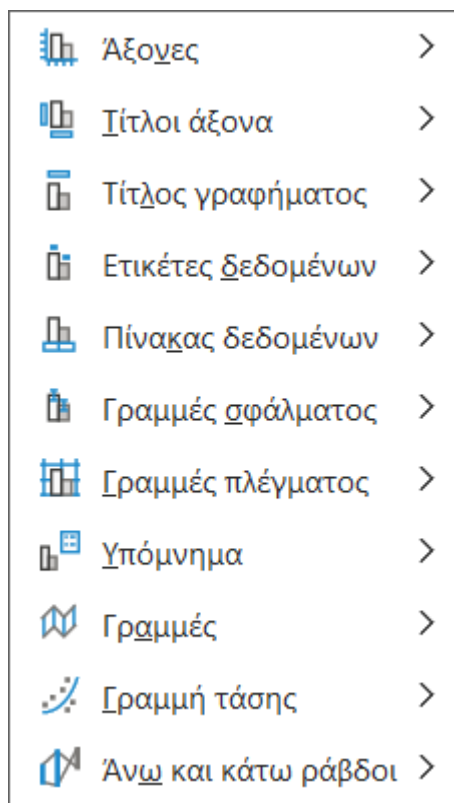 Άξονες
Τίτλοι άξονα
Τίτλος γραφήματος
Ετικέτες δεδομένων
Πίνακας δεδομένων
Γραμμές σφάλματος
Γραμμές πλέγματος
Υπόμνημα
Γραμμές
Γραμμή τάσης
Άνω και κάτω ράβδοι